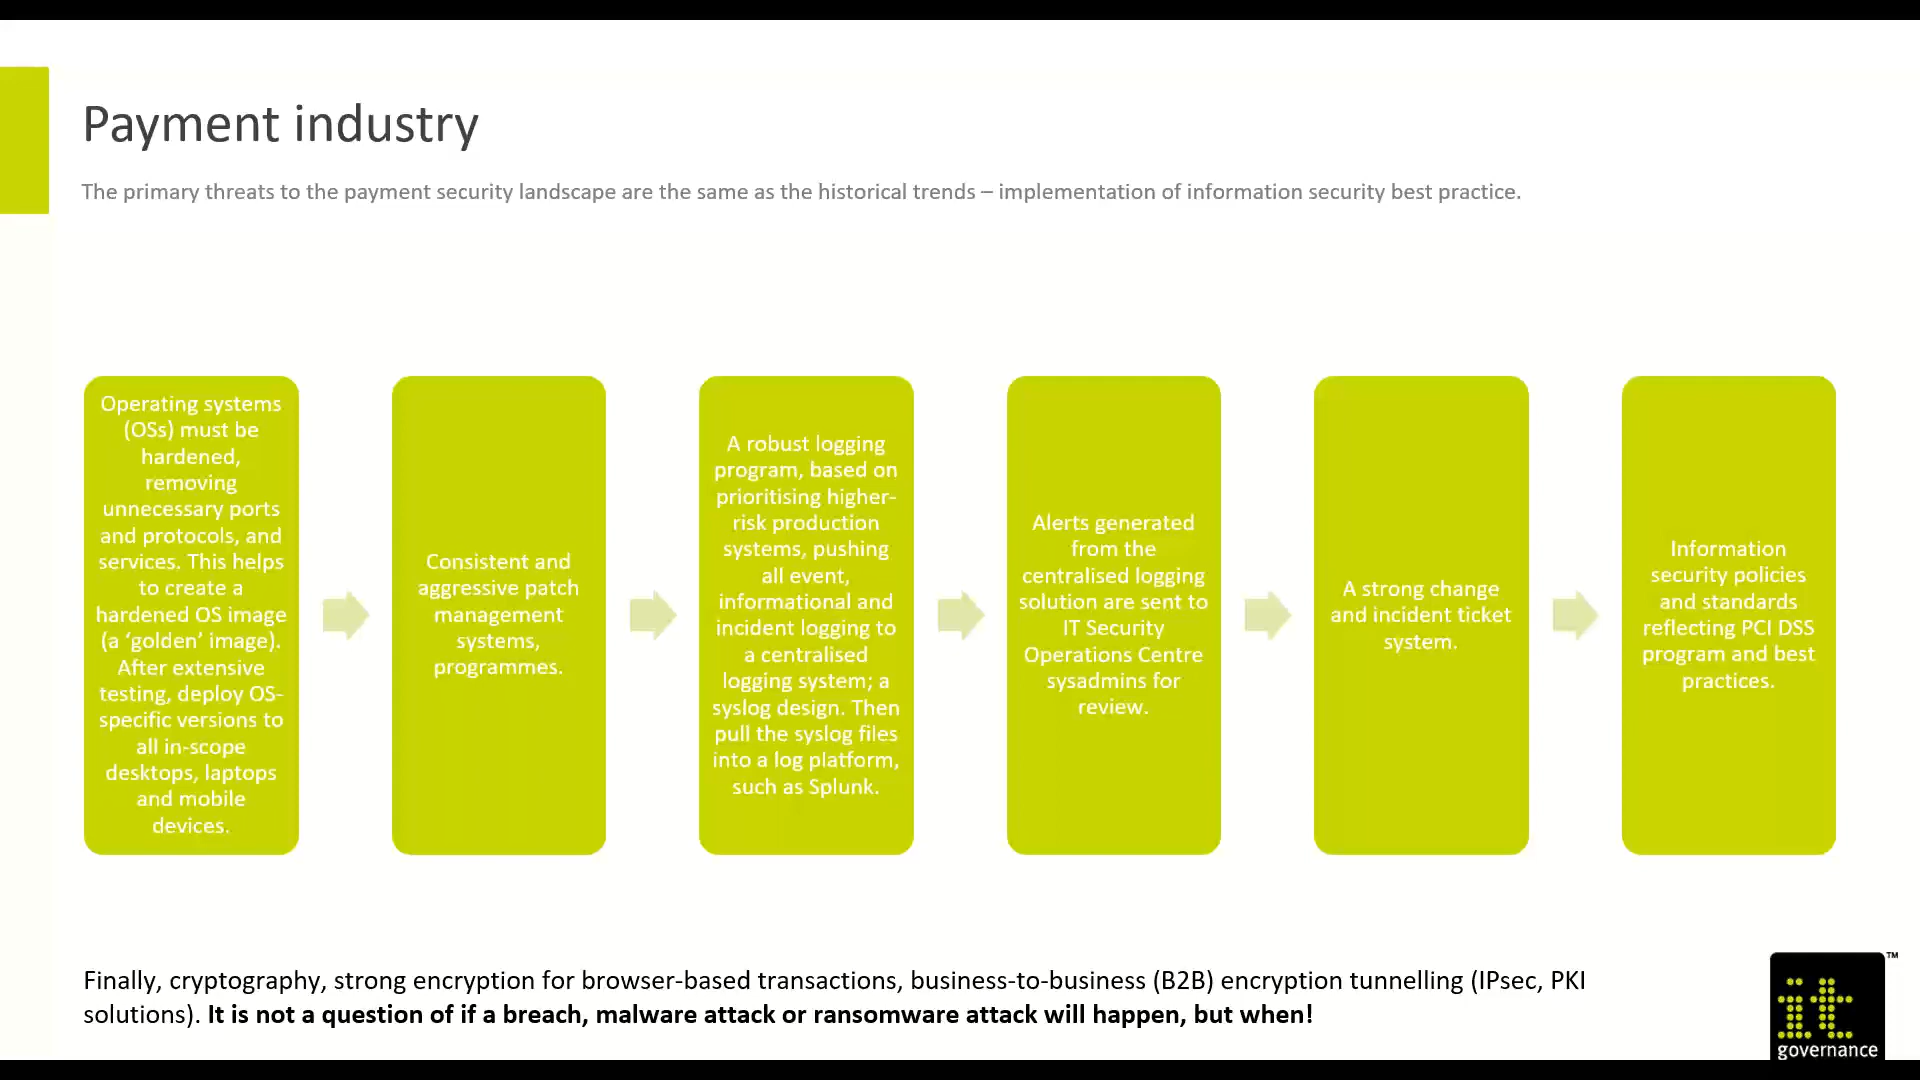 Payment industry
The primary threats to the payment security landscape are the same as the historical trends – implementation of information security best practice.
Operating systems
(OSs) must be
hardened,
removing
unnecessary ports
and protocols, and
services. This helps
to create a
hardened OS image
(a ‘golden’ image).
After extensive
testing, deploy OS-
specific versions to
all in-scope
desktops, laptops
and mobile
devices.
Consistent and
aggressive patch
management
systems,
programmes.
A robust logging
program, based on
prioritising higher-
risk production
systems, pushing
all event,
informational and
incident logging to
a centralised
logging system; a
syslog design. Then
pull the syslog files
into a log platform,
such as Splunk.
Alerts generated
from the
centralised logging
solution are sent to
IT Security
Operations Centre
sysadmins for
review.
A strong change
and incident ticket
system.
Information
security policies
and standards
reflecting PCI DSS
program and best
practices.
Finally, cryptography, strong encryption for browser-based transactions, business-to-business (B2B) encryption tunnelling (IPsec, PKI
solutions). It is not a question of if a breach, malware attack or ransomware attack will happen, but when!
it
governance
TM